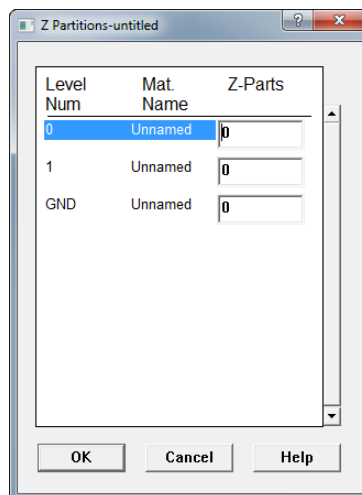 Z Partitions-untitled
Level Num Mat. Name Z-Parts
0 Unnamed 0
1 Unnamed 0
GND Unnamed 0
OK Cancel Help